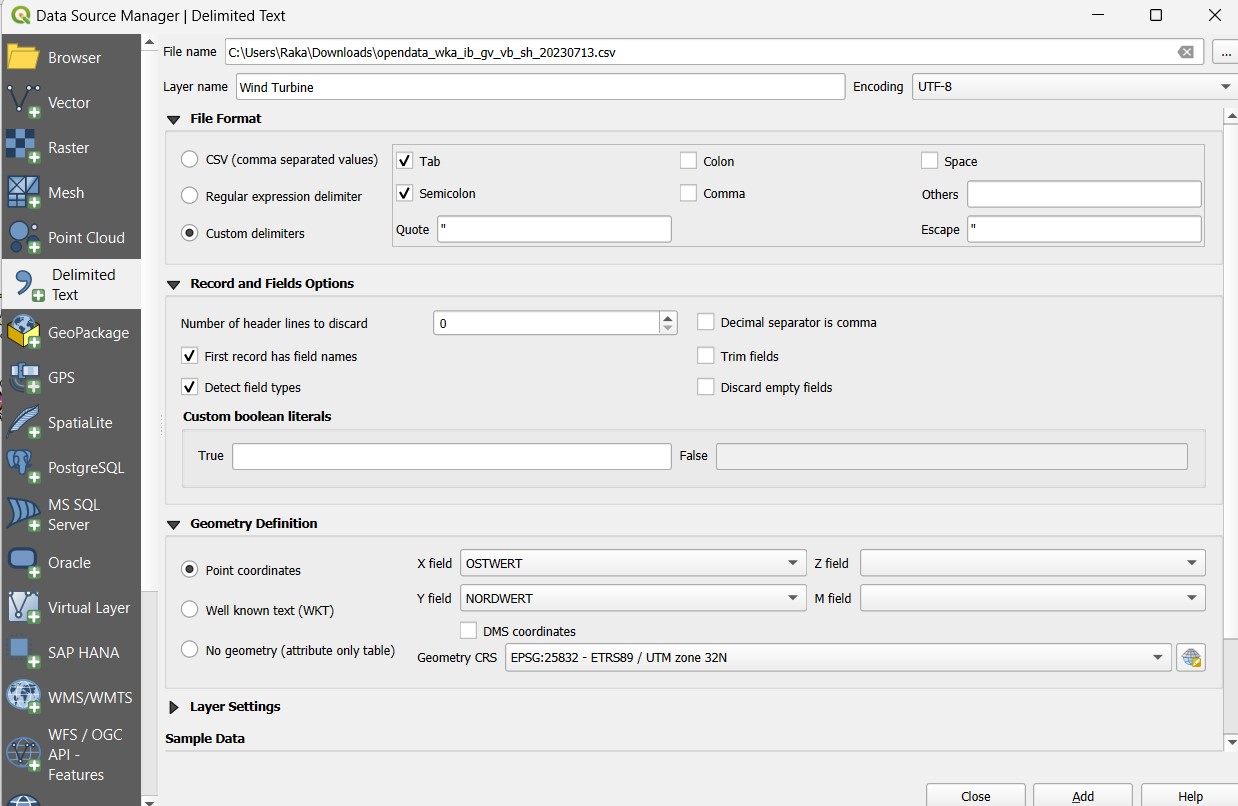 Data Source Manager | Delimited Text
Browser
Vector
Raster
Mesh
Point Cloud
Delimited
Text
GeoPackage
GPS
SpatiaLite
PostgreSQL
MS SQL
Server
Oracle
Virtual Layer
SAP HANA
WMS/WMTS
WFS / OGC
API -
Features
File name C:\Users\Raka\Downloads\opendata_wka_ib_gv_vb_sh_20230713.csv ...
Layer name Wind Turbine Encoding UTF-8
File Format
CSV (comma separated values) Tab Colon Space
Regular expression delimiter Semicolon Comma Others
Custom delimiters Quote " Escape "
Record and Fields Options
Number of header lines to discard 0 Decimal separator is comma
First record has field names Trim fields
Detect field types Discard empty fields
Custom boolean literals
True False
Geometry Definition
Point coordinates X field OSTWERT Z field
Well known text (WKT) Y field NORDWERT M field
DMS coordinates
No geometry (attribute only table) Geometry CRS EPSG:25832 - ETRS89 / UTM zone 32N
Layer Settings
Sample Data
Close Add Help